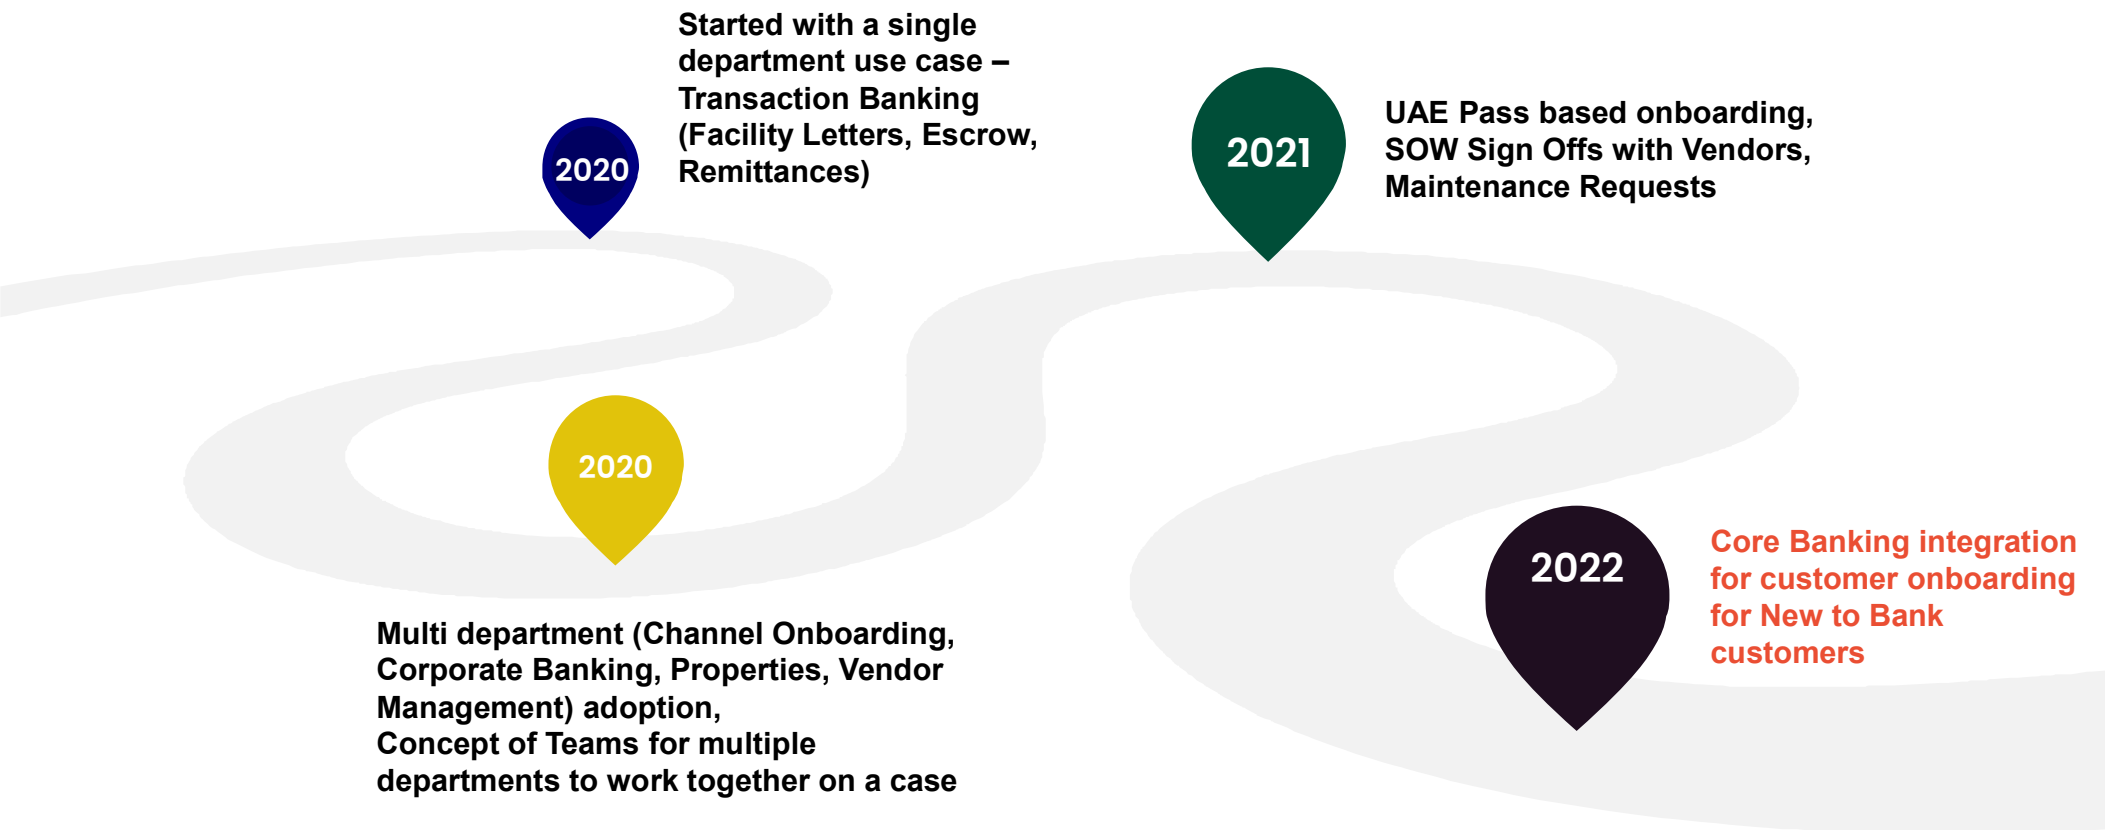 2020
Started with a single
department use case –
Transaction Banking
(Facility Letters, Escrow,
Remittances)
2020
Multi department (Channel Onboarding,
Corporate Banking, Properties, Vendor
Management) adoption,
Concept of Teams for multiple
departments to work together on a case
2021
UAE Pass based onboarding,
SOW Sign Offs with Vendors,
Maintenance Requests
2022
Core Banking integration
for customer onboarding
for New to Bank
customers